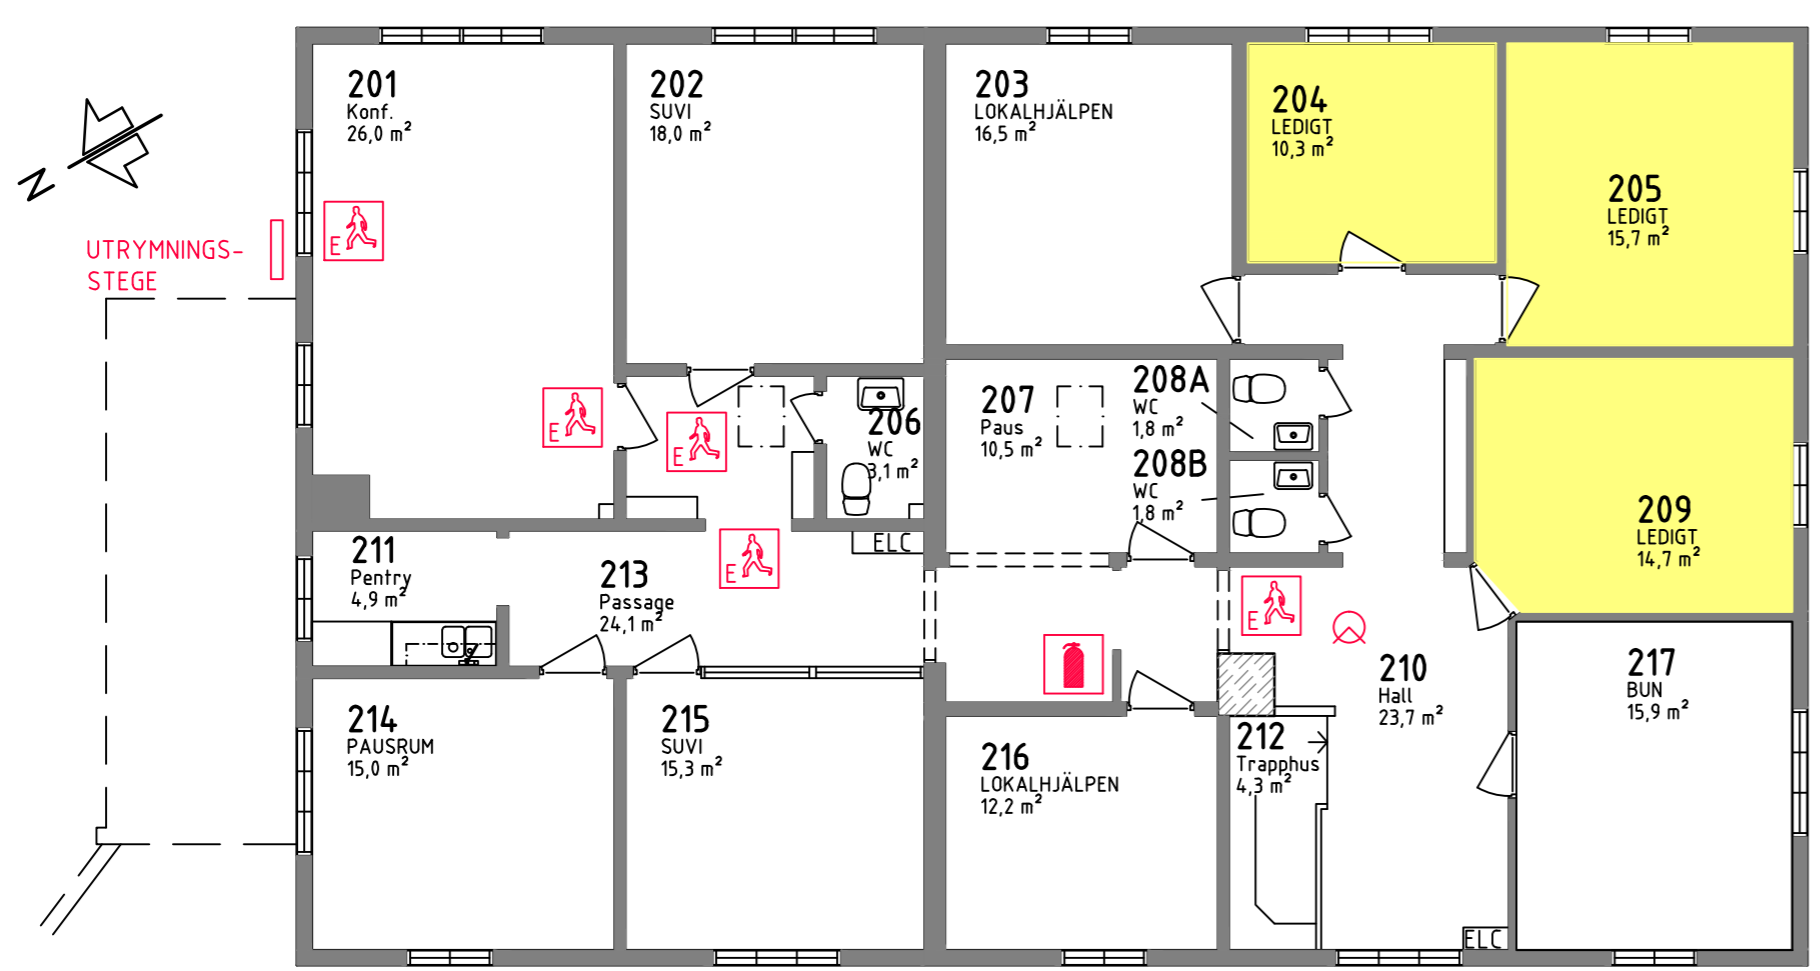 201
Konf.
26,0 m²
202
SUVI
18,0 m²
203
LOKALHJÄLPEN
16,5 m²
204
LEDIGT
10,3 m²
205
LEDIGT
15,7 m²
N
UTRYMNINGS-
STEGE
E
E
E
206
WC
3,1 m²
207
Paus
10,5 m²
208A
WC
1,8 m²
208B
WC
1,8 m²
209
LEDIGT
14,7 m²
211
Pentry
4,9 m²
213
Passage
24,1 m²
E
ELC
E
210
Hall
23,7 m²
217
BUN
15,9 m²
214
PAUSRUM
15,0 m²
215
SUVI
15,3 m²
216
LOKALHJÄLPEN
12,2 m²
212
Trapphus
4,3 m²
ELC